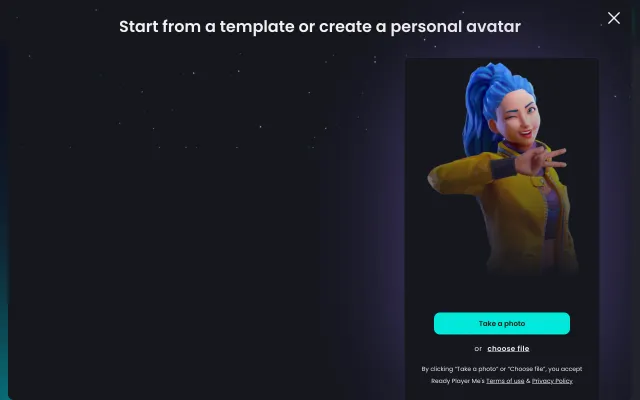 Start from a template or create a personal avatar
Take a photo
or choose file
By clicking "Take a photo" or "Choose file", you accept
Ready Player Me's Terms of use & Privacy Policy